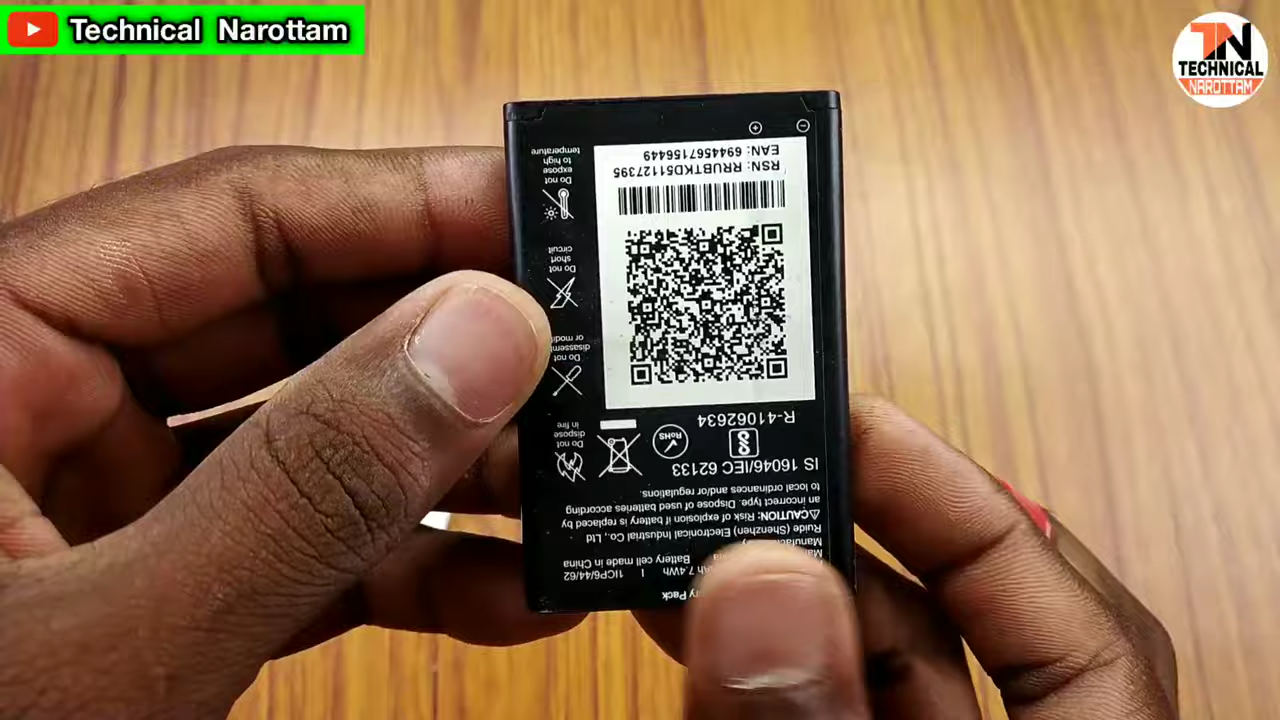 Technical Narottam
TN
TECHNICAL
NAROTTAM
Pack
7.4Wh | 1ICP6/44/62
Battery cell made in China
Ruide (Shenzhen) Electronical Industrial Co., Ltd
CAUTION: Risk of explosion if battery is replaced by
an incorrect type. Dispose of used batteries according
to local ordinances and/or regulations.
IS 16046/IEC 62133
RoHS
R-41062634
Do not
dispose
in fire
Do not
or
Do not
short
circuit
Do not
expose
to high
temperature
RSN: RRUBTKD51127395
EAN: 6944567156449